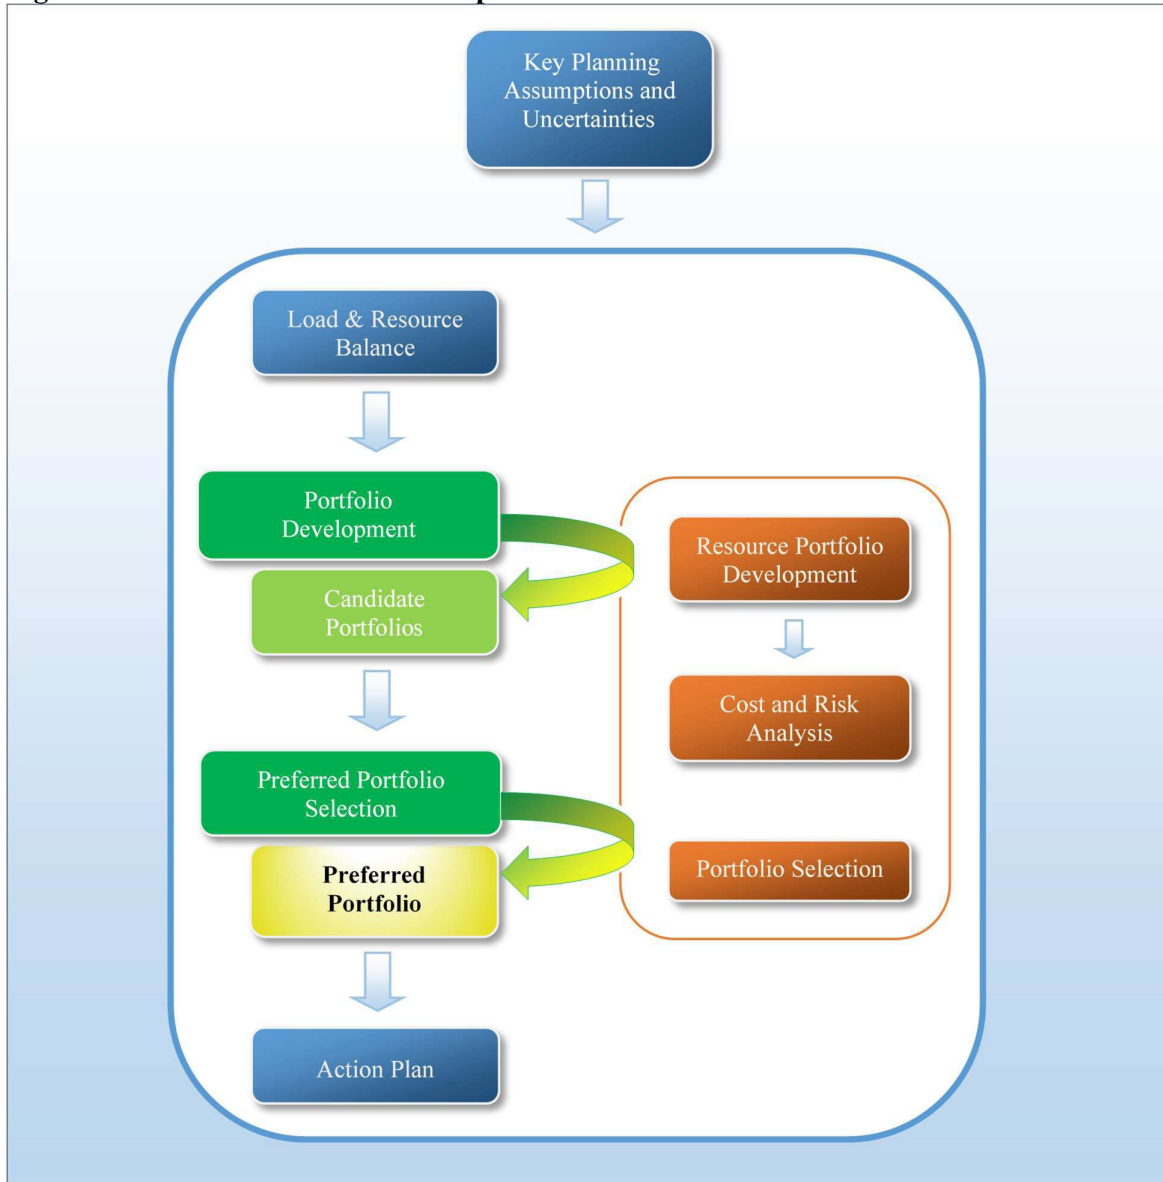 Key Planning
Assumptions and
Uncertainties
Load & Resource
Balance
Portfolio
Development
Candidate
Portfolios
Resource Portfolio
Development
Cost and Risk
Analysis
Preferred Portfolio
Selection
Preferred
Portfolio
Portfolio Selection
Action Plan